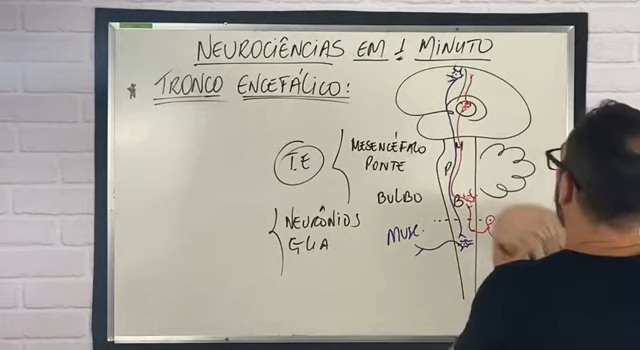 NEUROCIÊNCIAS EM 1 MINUTO
* TRONCO ENCEFÁLICO:
T.E
MESENCÉFALO
PONTE
BULBO
NEURÔNIOS
GLIA
MUSC.
M
P
B